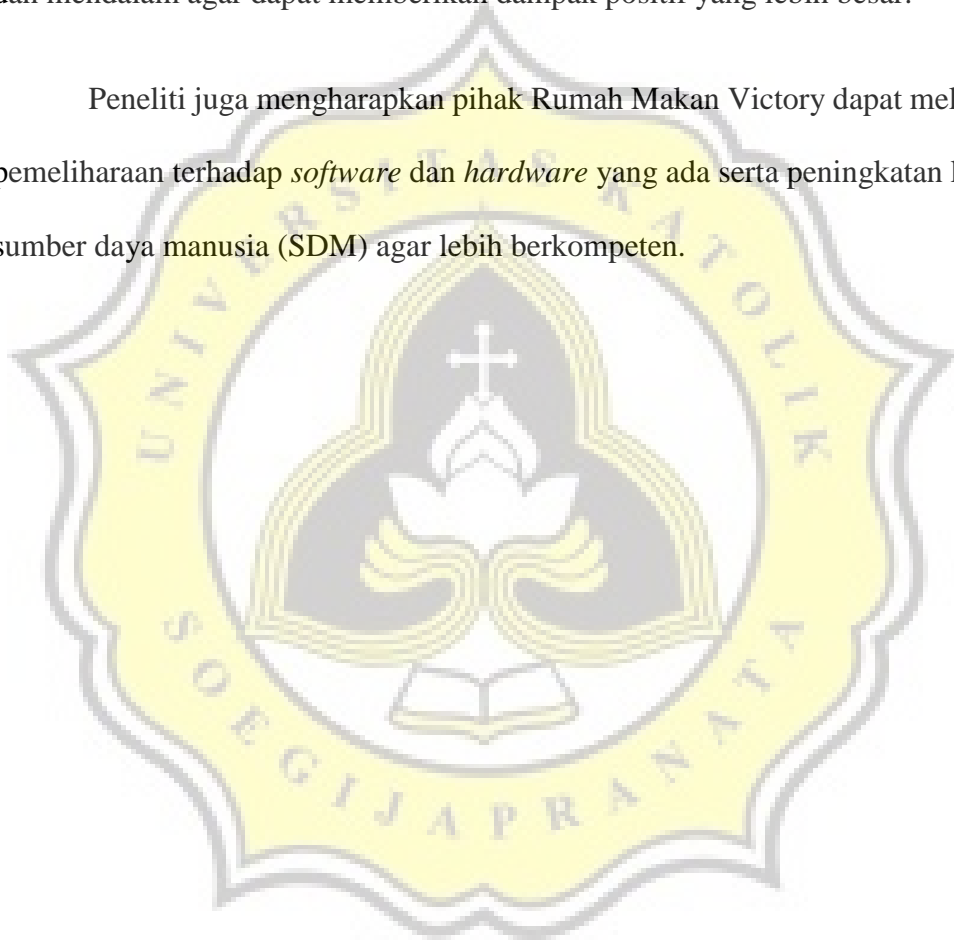 dan mendalam agar dapat memberikan dampak positif yang lebih besar.
Peneliti juga mengharapkan pihak Rumah Makan Victory dapat
pemeliharaan terhadap software dan hardware yang ada serta peningkatan
sumber daya manusia (SDM) agar lebih berkompeten.
UNIVERSITAS KATOLIK
SOEGIJAPRANATA